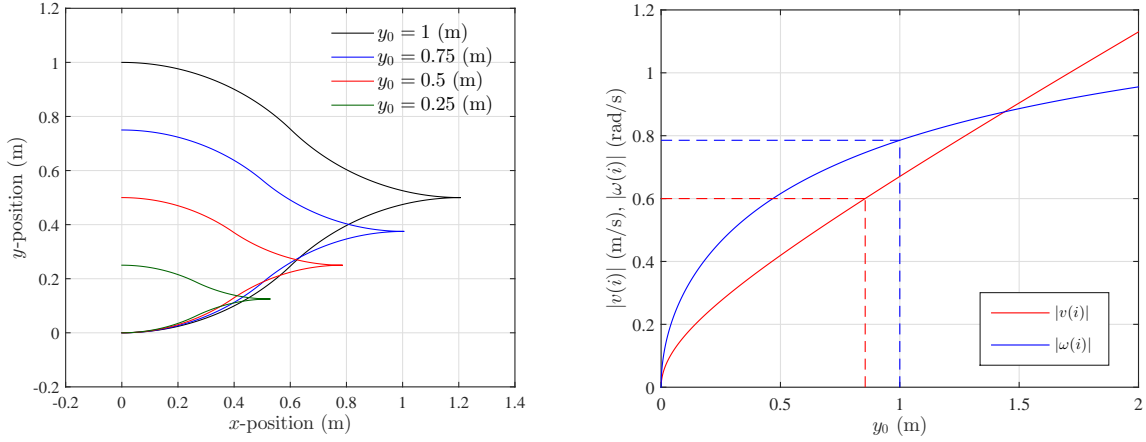 1.2
1
0.8
0.6
0.4
0.2
0
-0.2
-0.2 0 0.2 0.4 0.6 0.8 1 1.2 1.4
x-position (m)
y-position (m)
y₀ = 1 (m)
y₀ = 0.75 (m)
y₀ = 0.5 (m)
y₀ = 0.25 (m)
1.2
1
0.8
0.6
0.4
0.2
0
0 0.5 1 1.5 2
y₀ (m)
|v(i)| (m/s), |ω(i)| (rad/s)
|v(i)|
|ω(i)|